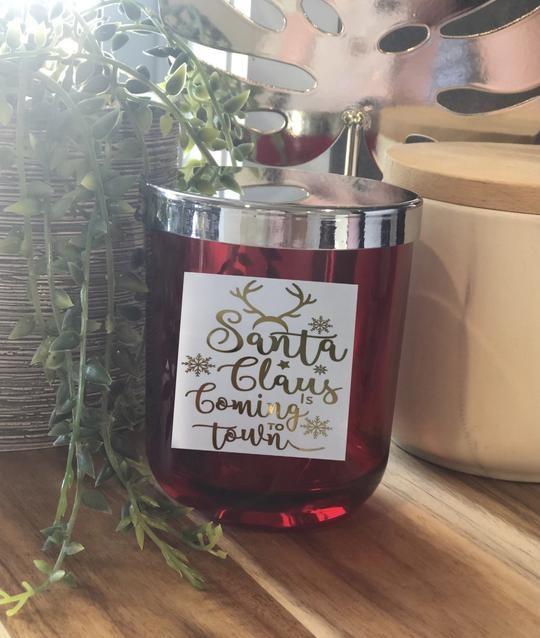 Santa
Claus
Is
Coming
TO
town